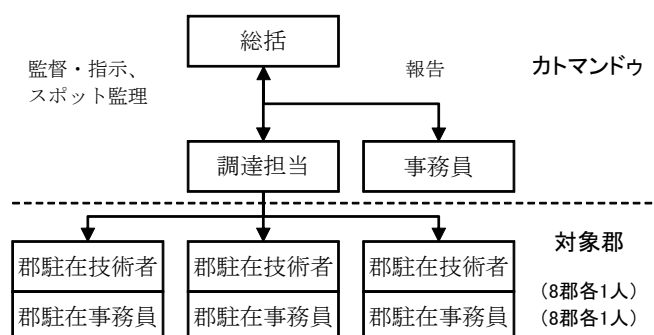 総括
監督・指示、
スポット監理
報告
カトマンドゥ
調達担当
事務員
対象郡
郡駐在技術者
郡駐在技術者
郡駐在技術者
(8郡各1人)
郡駐在事務員
郡駐在事務員
郡駐在事務員
(8郡各1人)